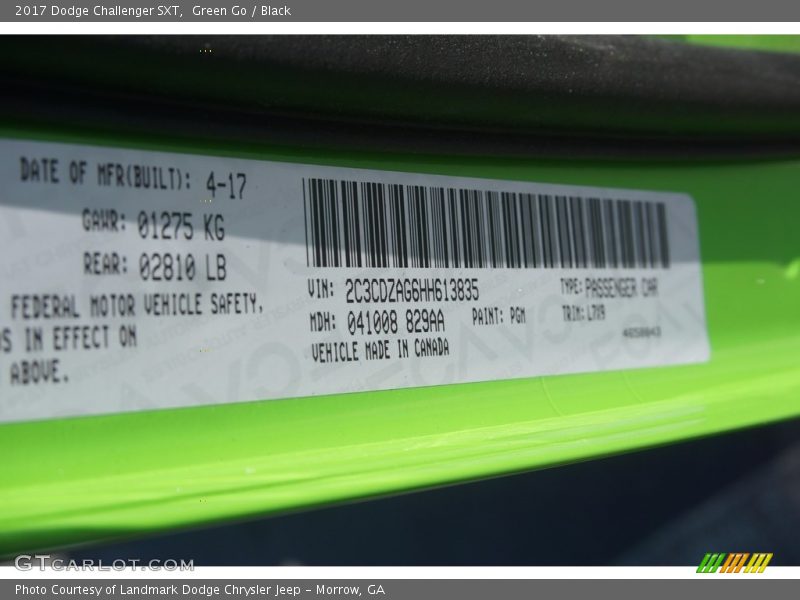 2017 Dodge Challenger SXT, Green Go / Black
DATE OF MFR(BUILT): 4-17
GAWR: 01275 KG
REAR: 02810 LB
FEDERAL MOTOR VEHICLE SAFETY,
DS IN EFFECT ON
ABOVE.
VIN: 2C3CDZAG6HH613835
TYPE: PASSENGER CAR
MDH: 041008 829AA
PAINT: PGM
TRIM: L7X9
VEHICLE MADE IN CANADA
GTCARLOT.COM
Photo Courtesy of Landmark Dodge Chrysler Jeep – Morrow, GA